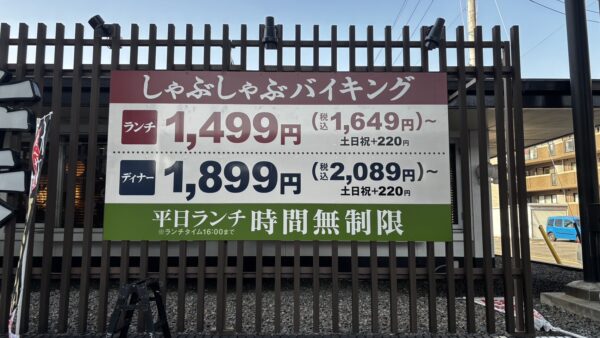 しゃぶしゃぶバイキング
ランチ 1,499円 (税込1,649円)~
土日祝+220円
ディナー 1,899円 (税込2,089円)~
土日祝+220円
平日ランチ 時間無制限
※ランチタイム16:00まで